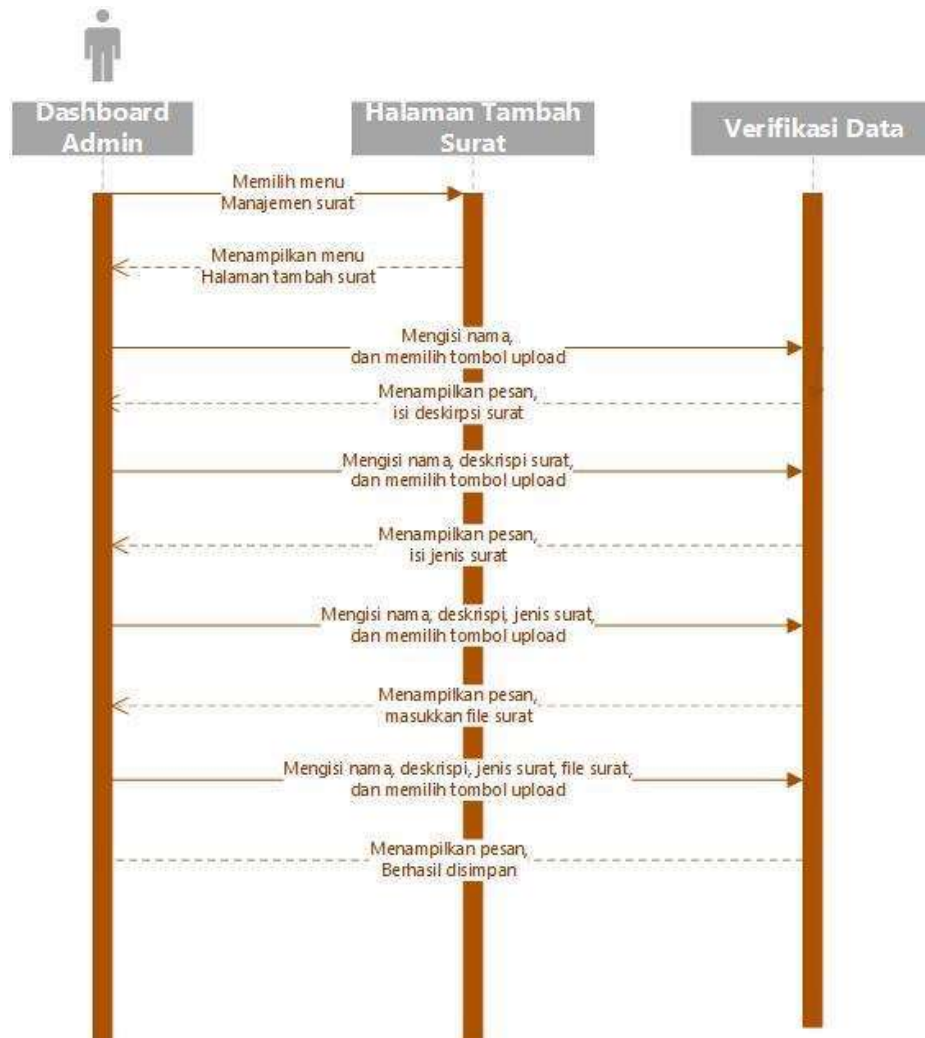 Dashboard
Admin
Halaman Tambah
Surat
Verifikasi Data
Memilih menu
Manajemen surat
Menampilkan menu
Halaman tambah surat
Mengisi nama,
dan memilih tombol upload
Menampilkan pesan,
isi deskirpsi surat
Mengisi nama, deskrispi surat,
dan memilih tombol upload
Menampilkan pesan,
isi jenis surat
Mengisi nama, deskrispi, jenis surat,
dan memilih tombol upload
Menampilkan pesan,
masukkan file surat
Mengisi nama, deskrispi, jenis surat, file surat,
dan memilih tombol upload
Menampilkan pesan,
Berhasil disimpan